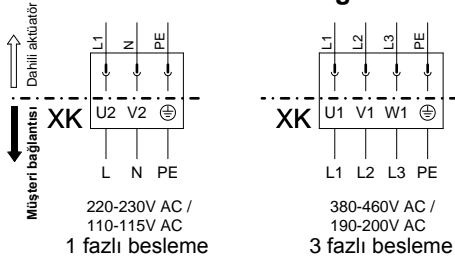 Dahili aktüatör
Müşteri bağlantısı
L1 N PE
XK U2 V2
L N PE
220-230V AC /
110-115V AC
1 fazlı besleme
L1 L2 L3 PE
XK U1 V1 W1
L1 L2 L3 PE
380-460V AC /
190-200V AC
3 fazlı besleme